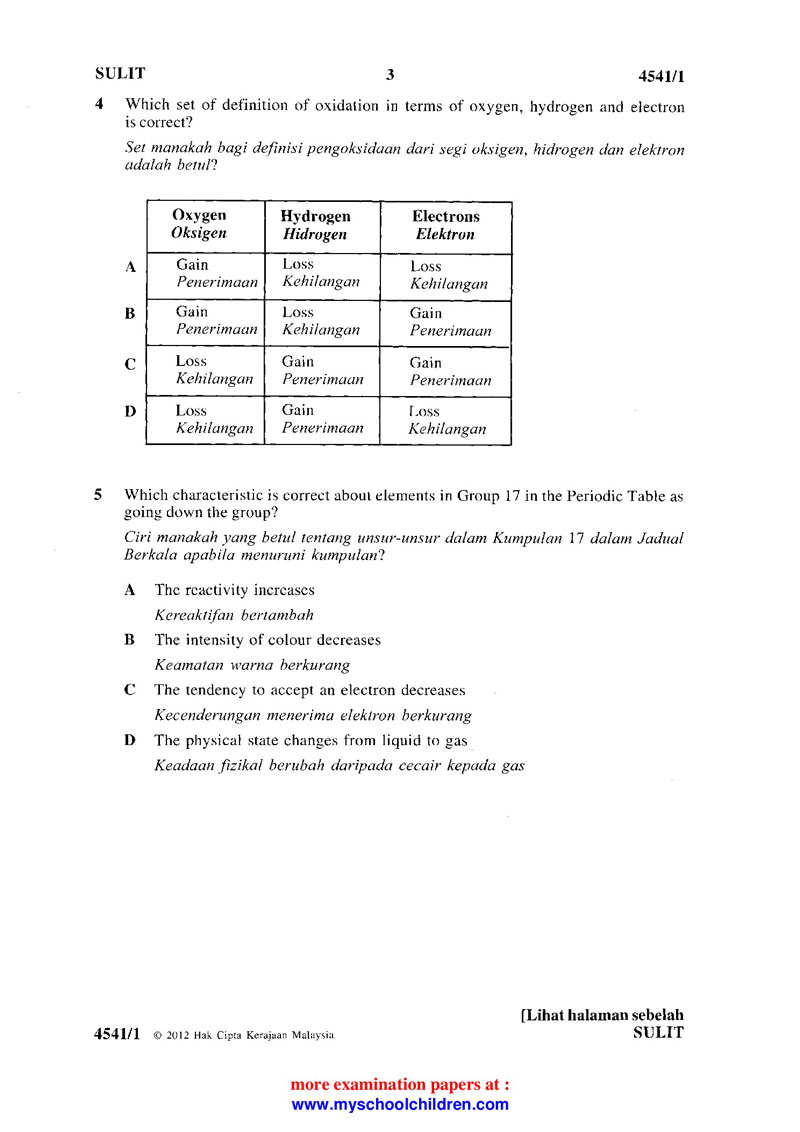 SULIT 3 4541/1
4 Which set of definition of oxidation in terms of oxygen, hydrogen and electron
is correct?
Set manakah bagi definisi pengoksidaan dari segi oksigen, hidrogen dan elektron
adalah betul?
Oxygen Hydrogen Electrons
Oksigen Hidrogen Elektron
A Gain Loss Loss
Penerimaan Kehilangan Kehilangan
B Gain Loss Gain
Penerimaan Kehilangan Penerimaan
C Loss Gain Gain
Kehilangan Penerimaan Penerimaan
D Loss Gain Loss
Kehilangan Penerimaan Kehilangan
5 Which characteristic is correct about elements in Group 17 in the Periodic Table as
going down the group?
Ciri manakah yang betul tentang unsur-unsur dalam Kumpulan 17 dalam Jadual
Berkala apabila menuruni kumpulan?
A The reactivity increases
Kereaktifan bertambah
B The intensity of colour decreases
Keamatan warna berkurang
C The tendency to accept an electron decreases
Kecenderungan menerima elektron berkurang
D The physical state changes from liquid to gas
Keadaan fizikal berubah daripada cecair kepada gas
[Lihat halaman sebelah
4541/1 © 2012 Hak Cipta Kerajaan Malaysia SULIT
more examination papers at :
www.myschoolchildren.com